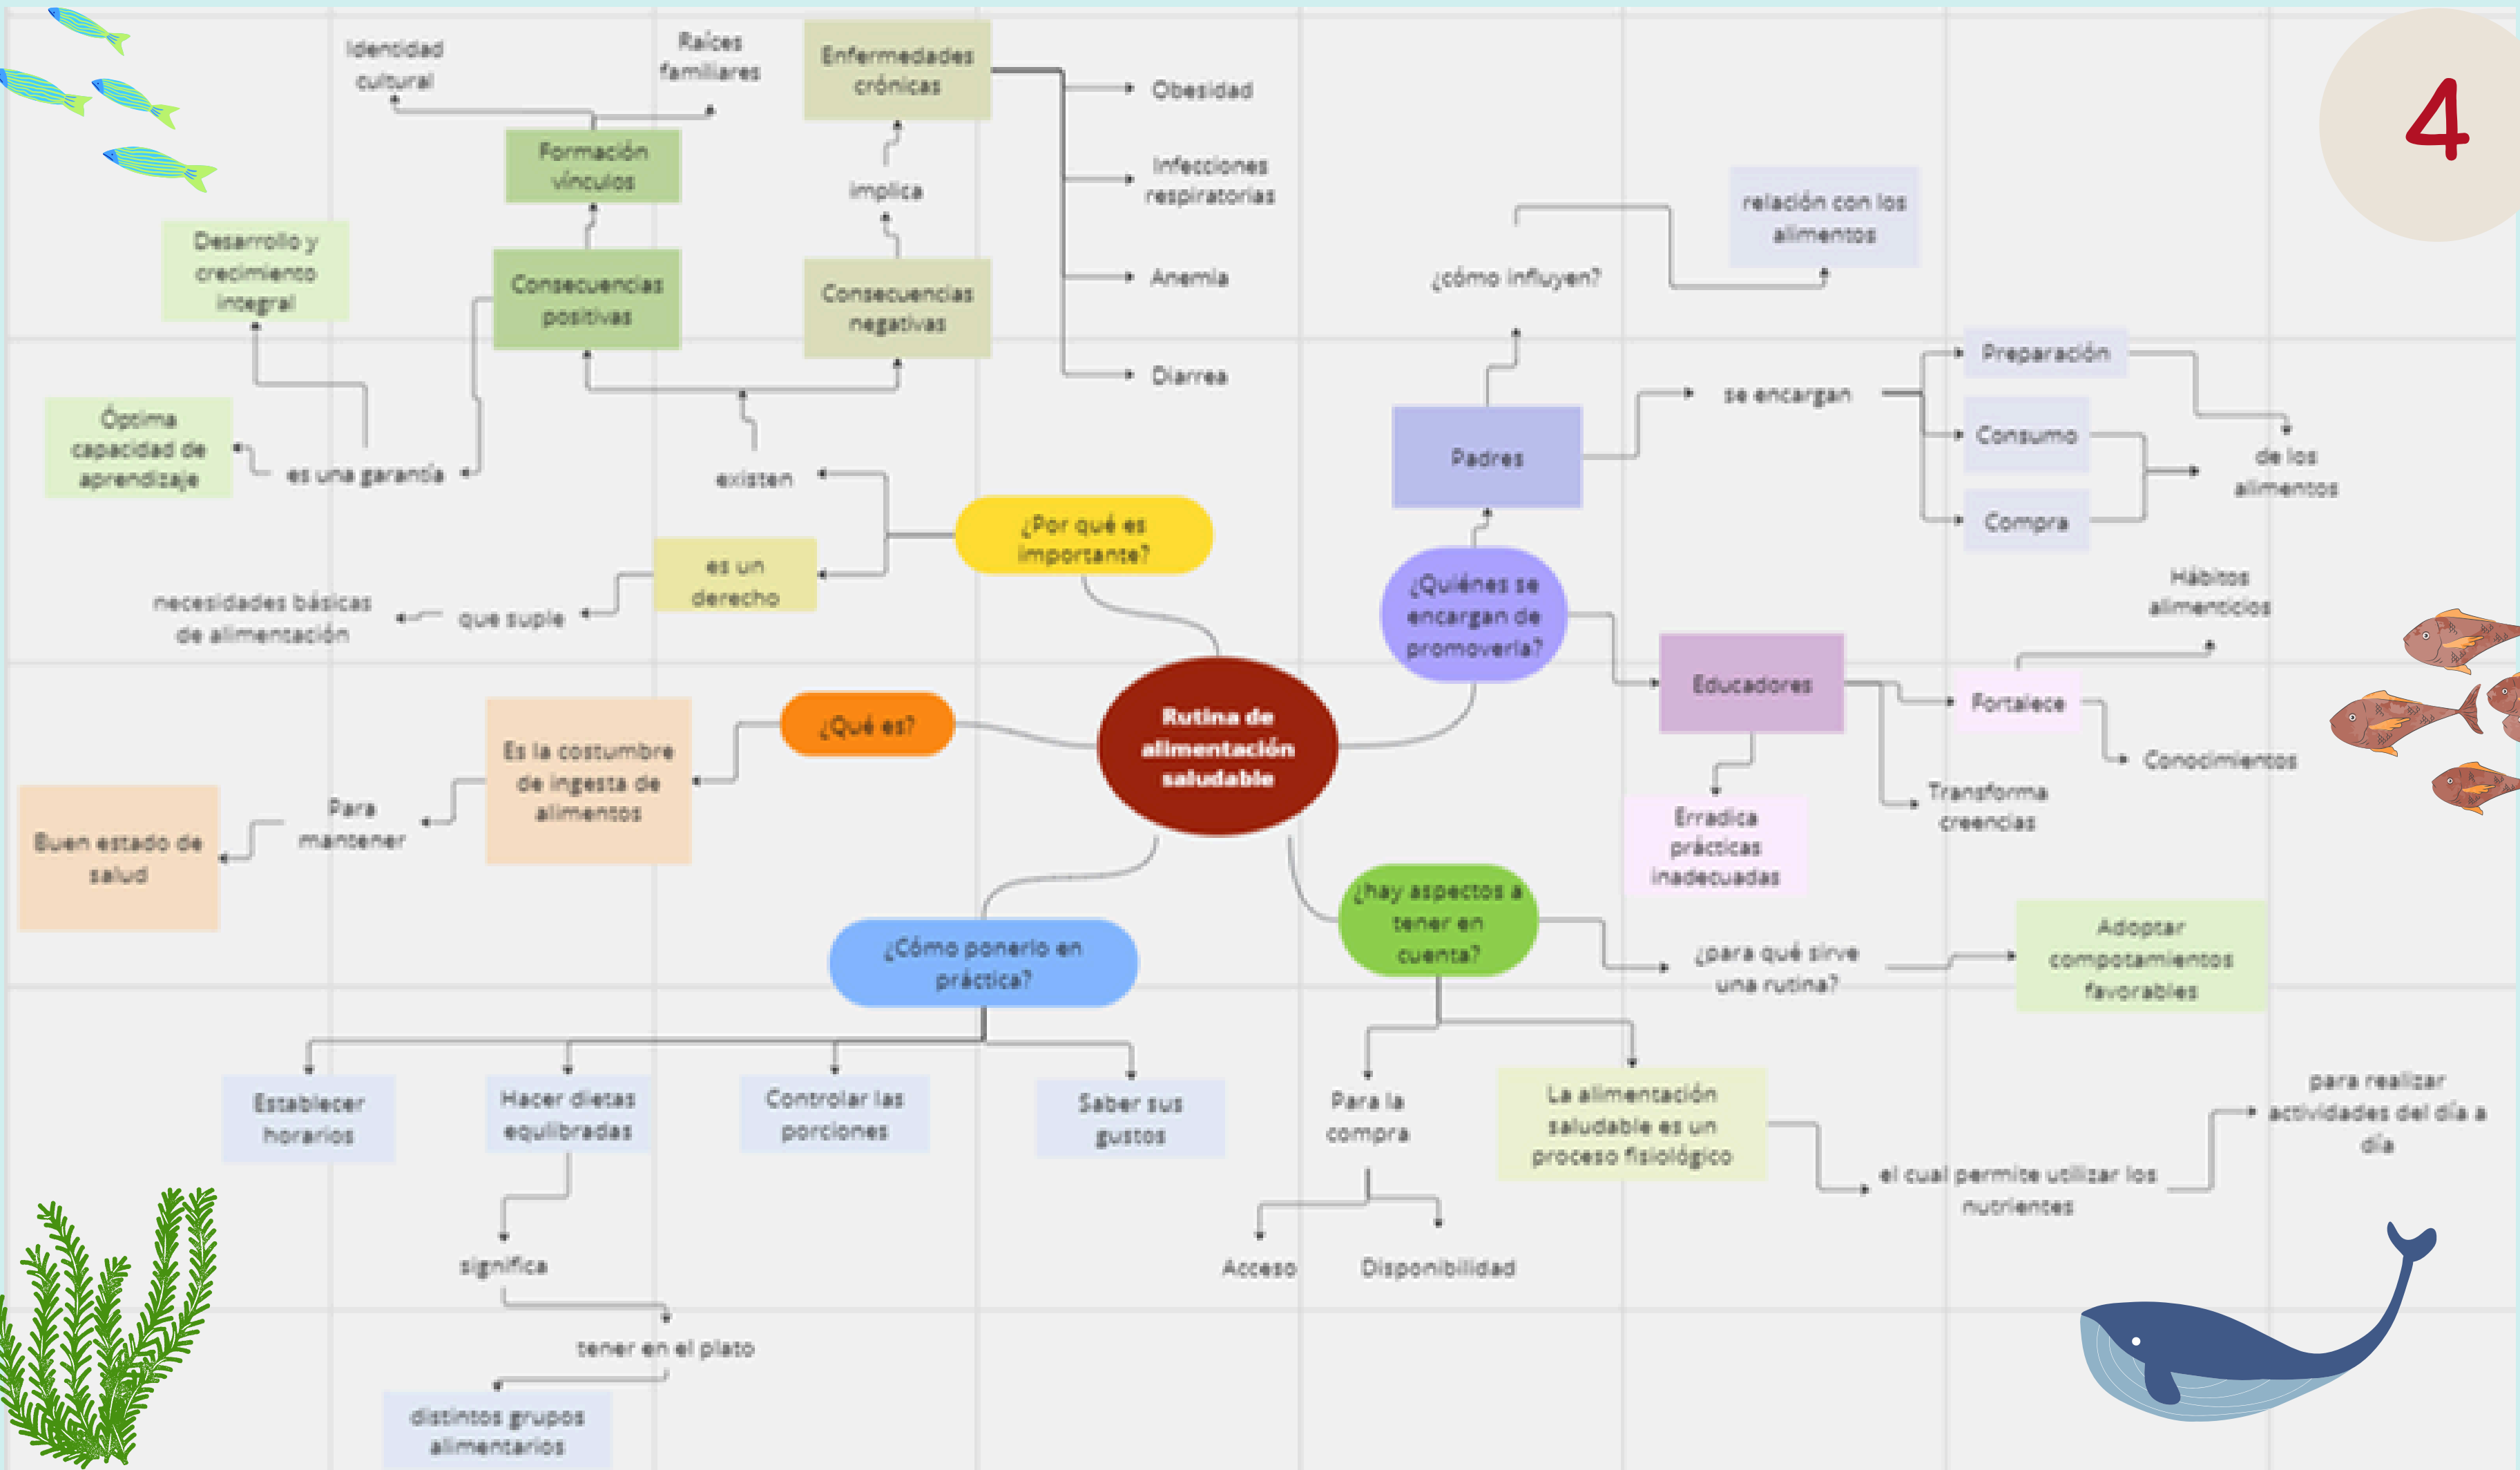 4
Identidad
cultural
Raíces
familiares
Enfermedades
crónicas
Obesidad
Infecciones
respiratorias
Anemia
Diarrea
Formación
vínculos
implica
Desarrollo y
crecimiento
integral
Consecuencias
positivas
Consecuencias
negativas
Óptima
capacidad de
aprendizaje
es una garantía
existen
¿Por qué es
importante?
es un
derecho
que suple
necesidades básicas
de alimentación
relación con los
alimentos
¿cómo influyen?
Padres
se encargan
Preparación
Consumo
Compra
de los
alimentos
¿Quiénes se
encargan de
promoverla?
Hábitos
alimenticios
Educadores
Fortalece
Conocimientos
Transforma
creencias
Erradica
prácticas
inadecuadas
Rutina de
alimentación
saludable
¿Qué es?
Es la costumbre
de ingesta de
alimentos
Para
mantener
Buen estado de
salud
¿Cómo ponerlo en
práctica?
Establecer
horarios
Hacer dietas
equlibradas
Controlar las
porciones
Saber sus
gustos
significa
tener en el plato
distintos grupos
alimentarios
¿hay aspectos a
tener en
cuenta?
¿para qué sirve
una rutina?
Adoptar
compotamientos
favorables
Para la
compra
Acceso
Disponibilidad
La alimentación
saludable es un
proceso fisiológico
el cual permite utilizar los
nutrientes
para realizar
actividades del día a
día